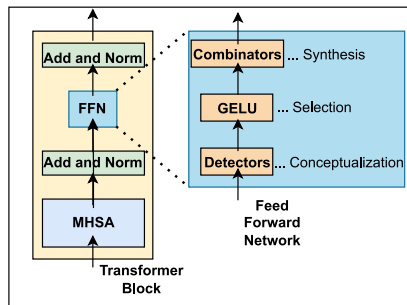 Add and Norm
FFN
Add and Norm
MHSA
Transformer
Block
Combinators ... Synthesis
GELU ... Selection
Detectors ... Conceptualization
Feed
Forward
Network